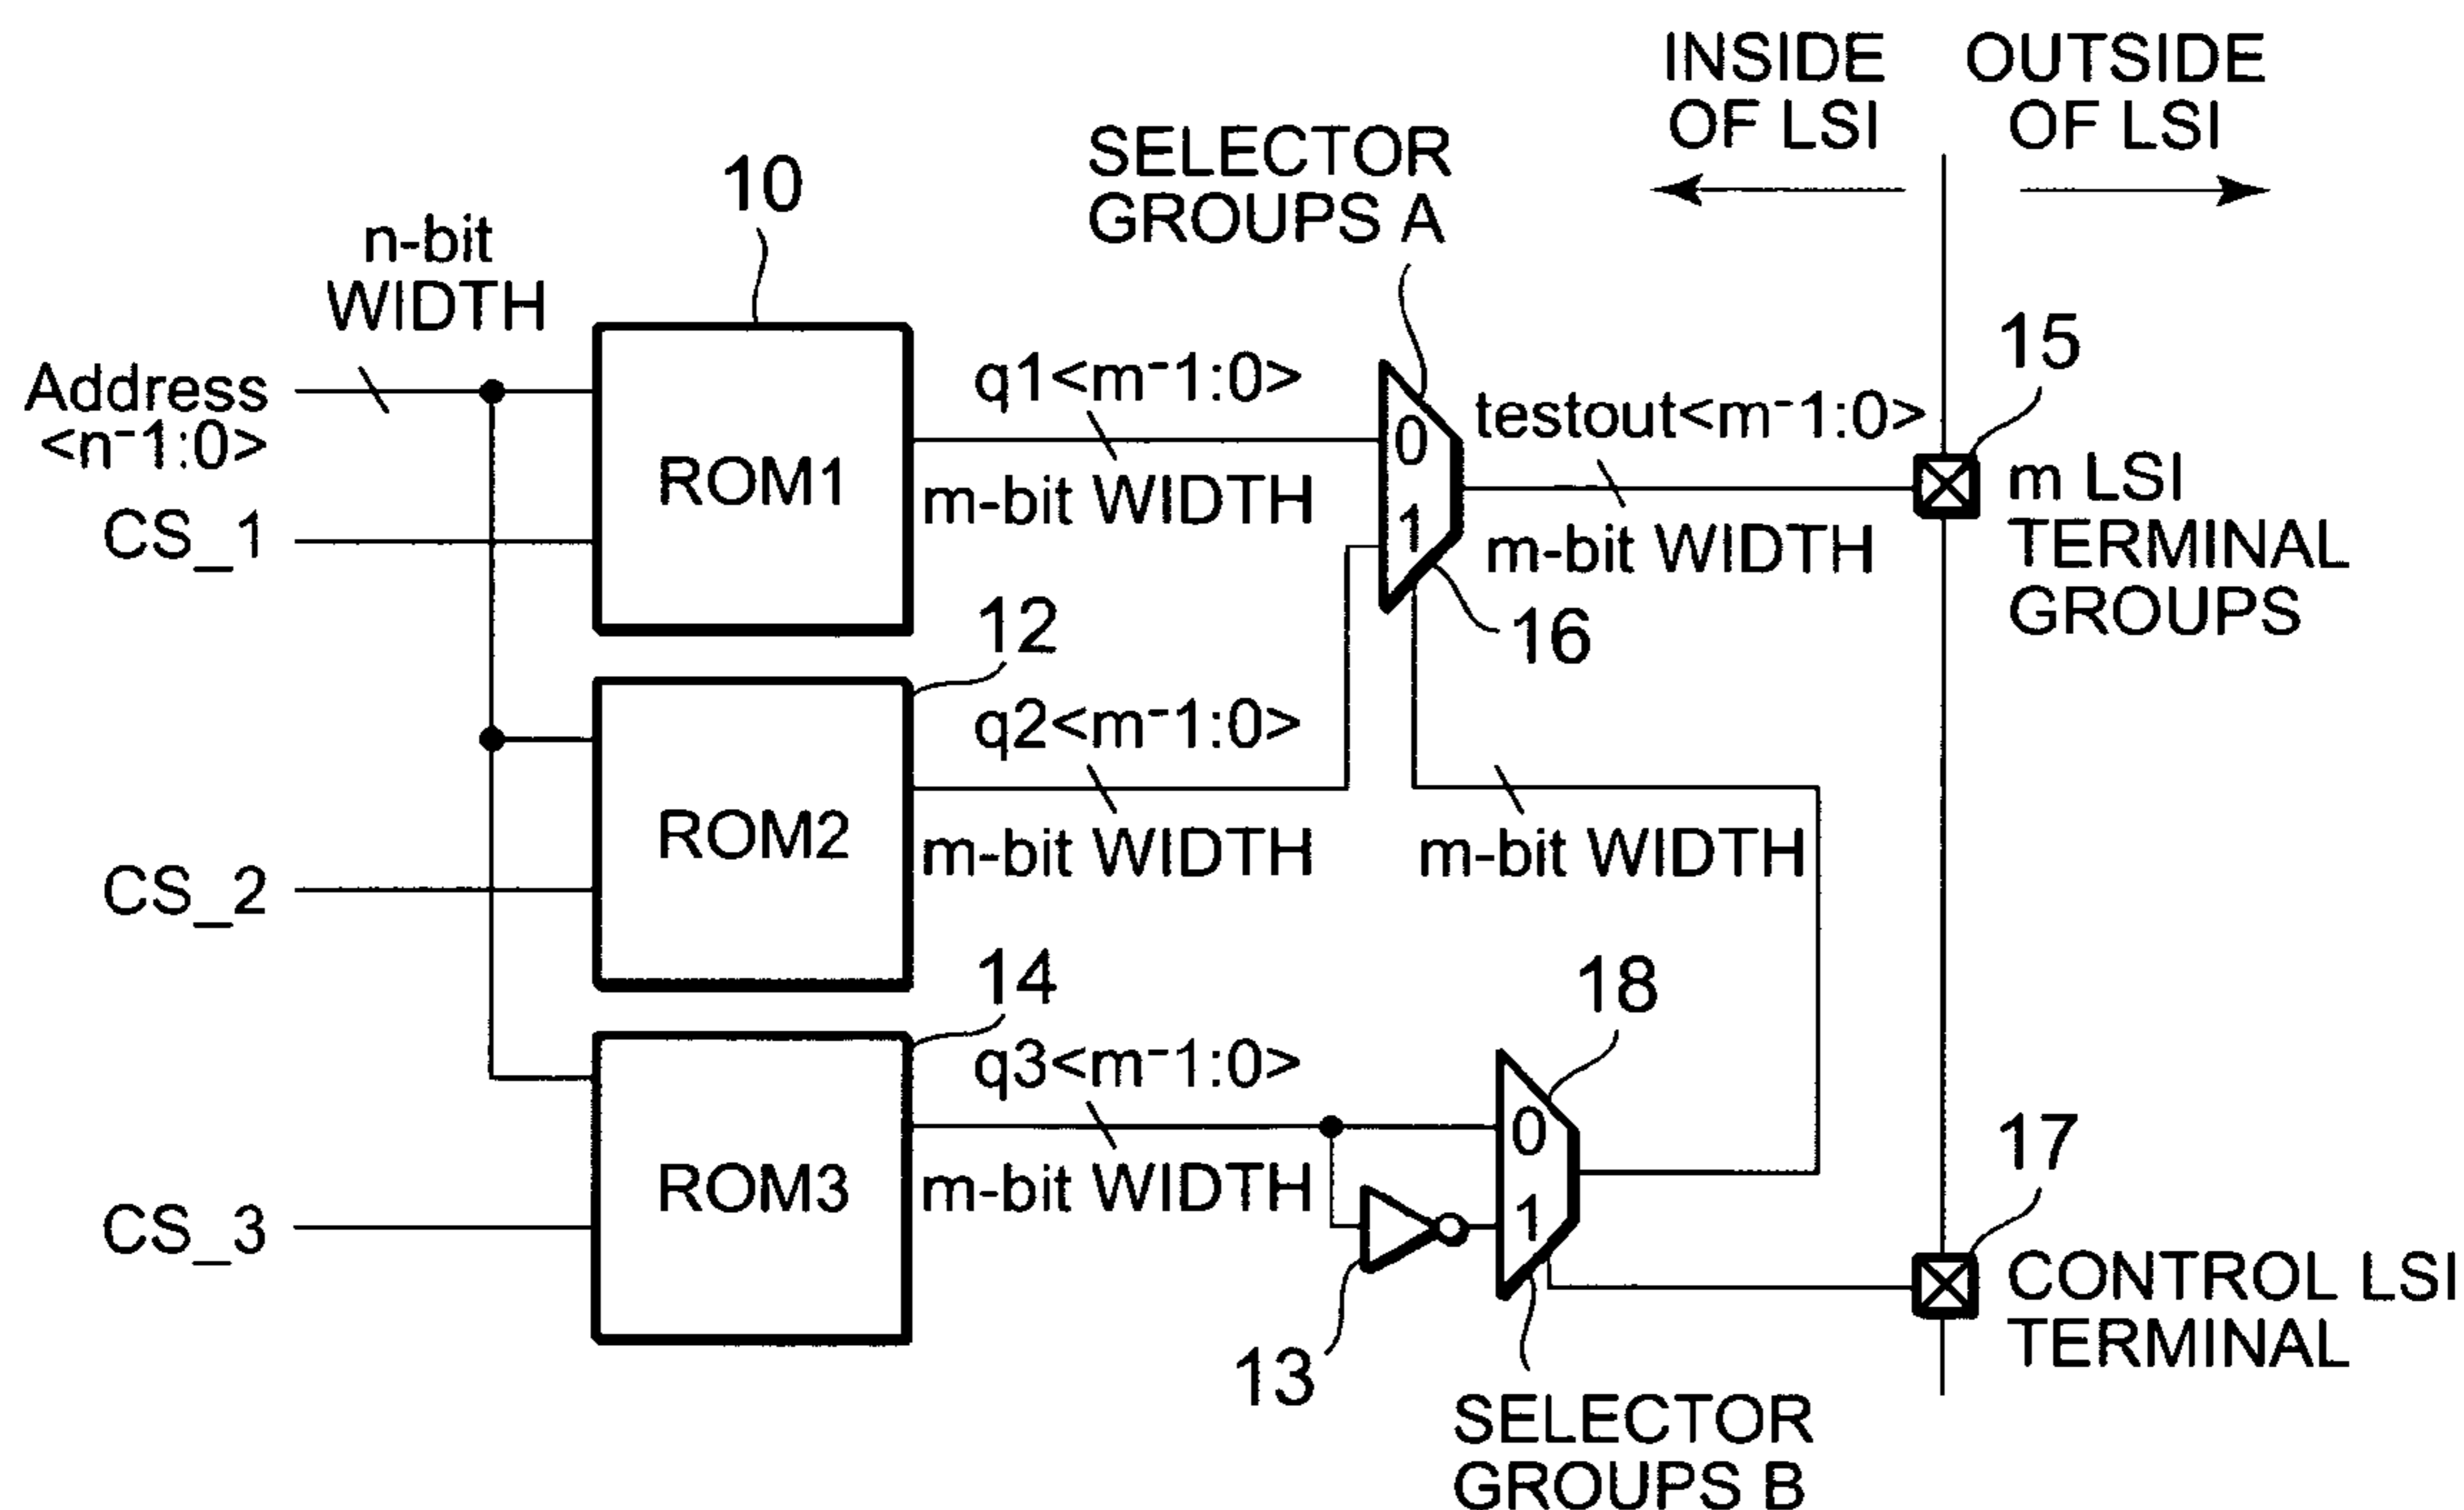 INSIDE
OF LSI
OUTSIDE
OF LSI
SELECTOR
GROUPS A
10
n-bit
WIDTH
Address
<n-1:0>
CS_1
ROM1
q1<m-1:0>
m-bit WIDTH
0
1
testout<m-1:0>
m-bit WIDTH
15
m LSI
TERMINAL
GROUPS
16
12
ROM2
q2<m-1:0>
m-bit WIDTH
m-bit WIDTH
CS_2
14
ROM3
q3<m-1:0>
m-bit WIDTH
CS_3
18
0
1
13
17
CONTROL LSI
TERMINAL
SELECTOR
GROUPS B